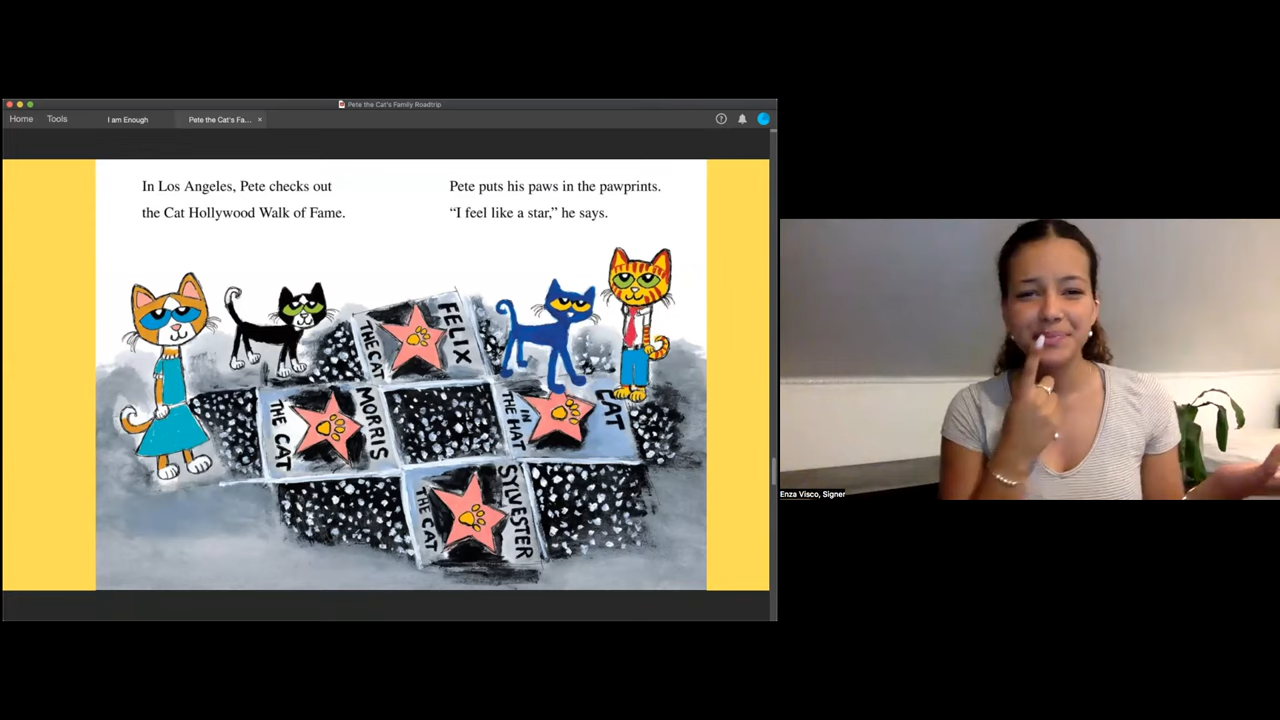 Pete the Cat's Family Roadtrip
Home
Tools
I am Enough
Pete the Cat's Fa... ×
In Los Angeles, Pete checks out
the Cat Hollywood Walk of Fame.
Pete puts his paws in the pawprints.
“I feel like a star,” he says.
FELIX
THE CAT
MORRIS
THE CAT
CAT
IN
THE HAT
SYLVESTER
THE CAT
Enza Visco, Signer